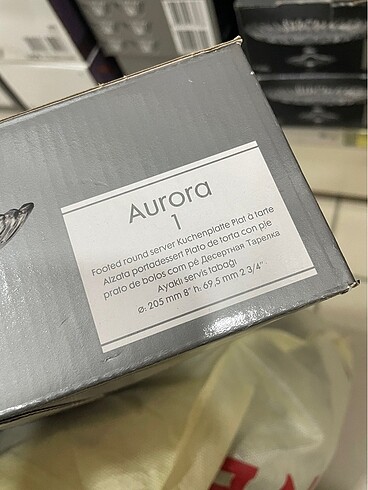 Aurora
1
Footed round server Kuchenplatte Plat à tarte
Alzata portadessert Plato de torta con pie
prato de bolos com pé Десертная Тарелка
Ayaklı servis tabağı
ø: 205 mm 8" h: 69,5 mm 2 3/4"